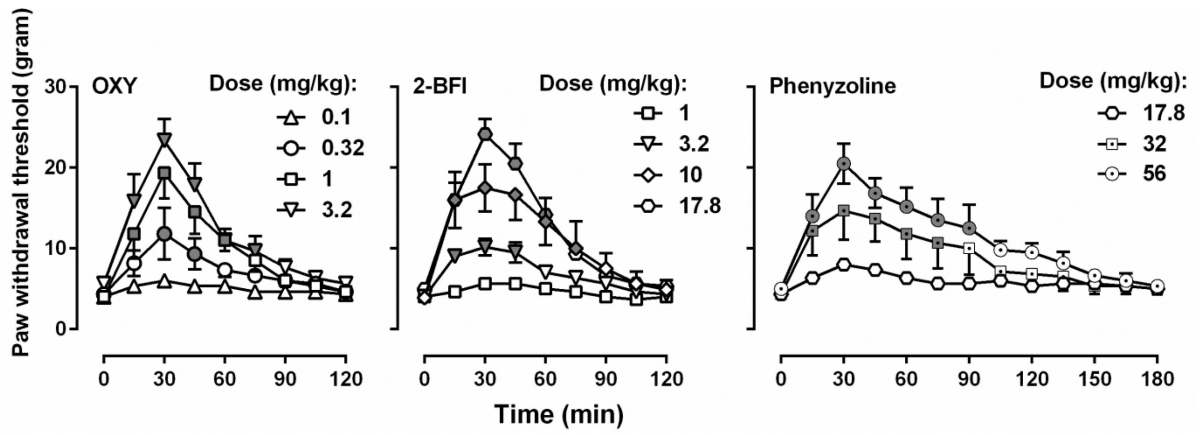 Paw withdrawal threshold (gram)
30
20
10
0
OXY
Dose (mg/kg):
0.1
0.32
1
3.2
0 30 60 90 120
2-BFI
Dose (mg/kg):
1
3.2
10
17.8
0 30 60 90 120
Phenyzoline
Dose (mg/kg):
17.8
32
56
0 30 60 90 120 150 180
Time (min)